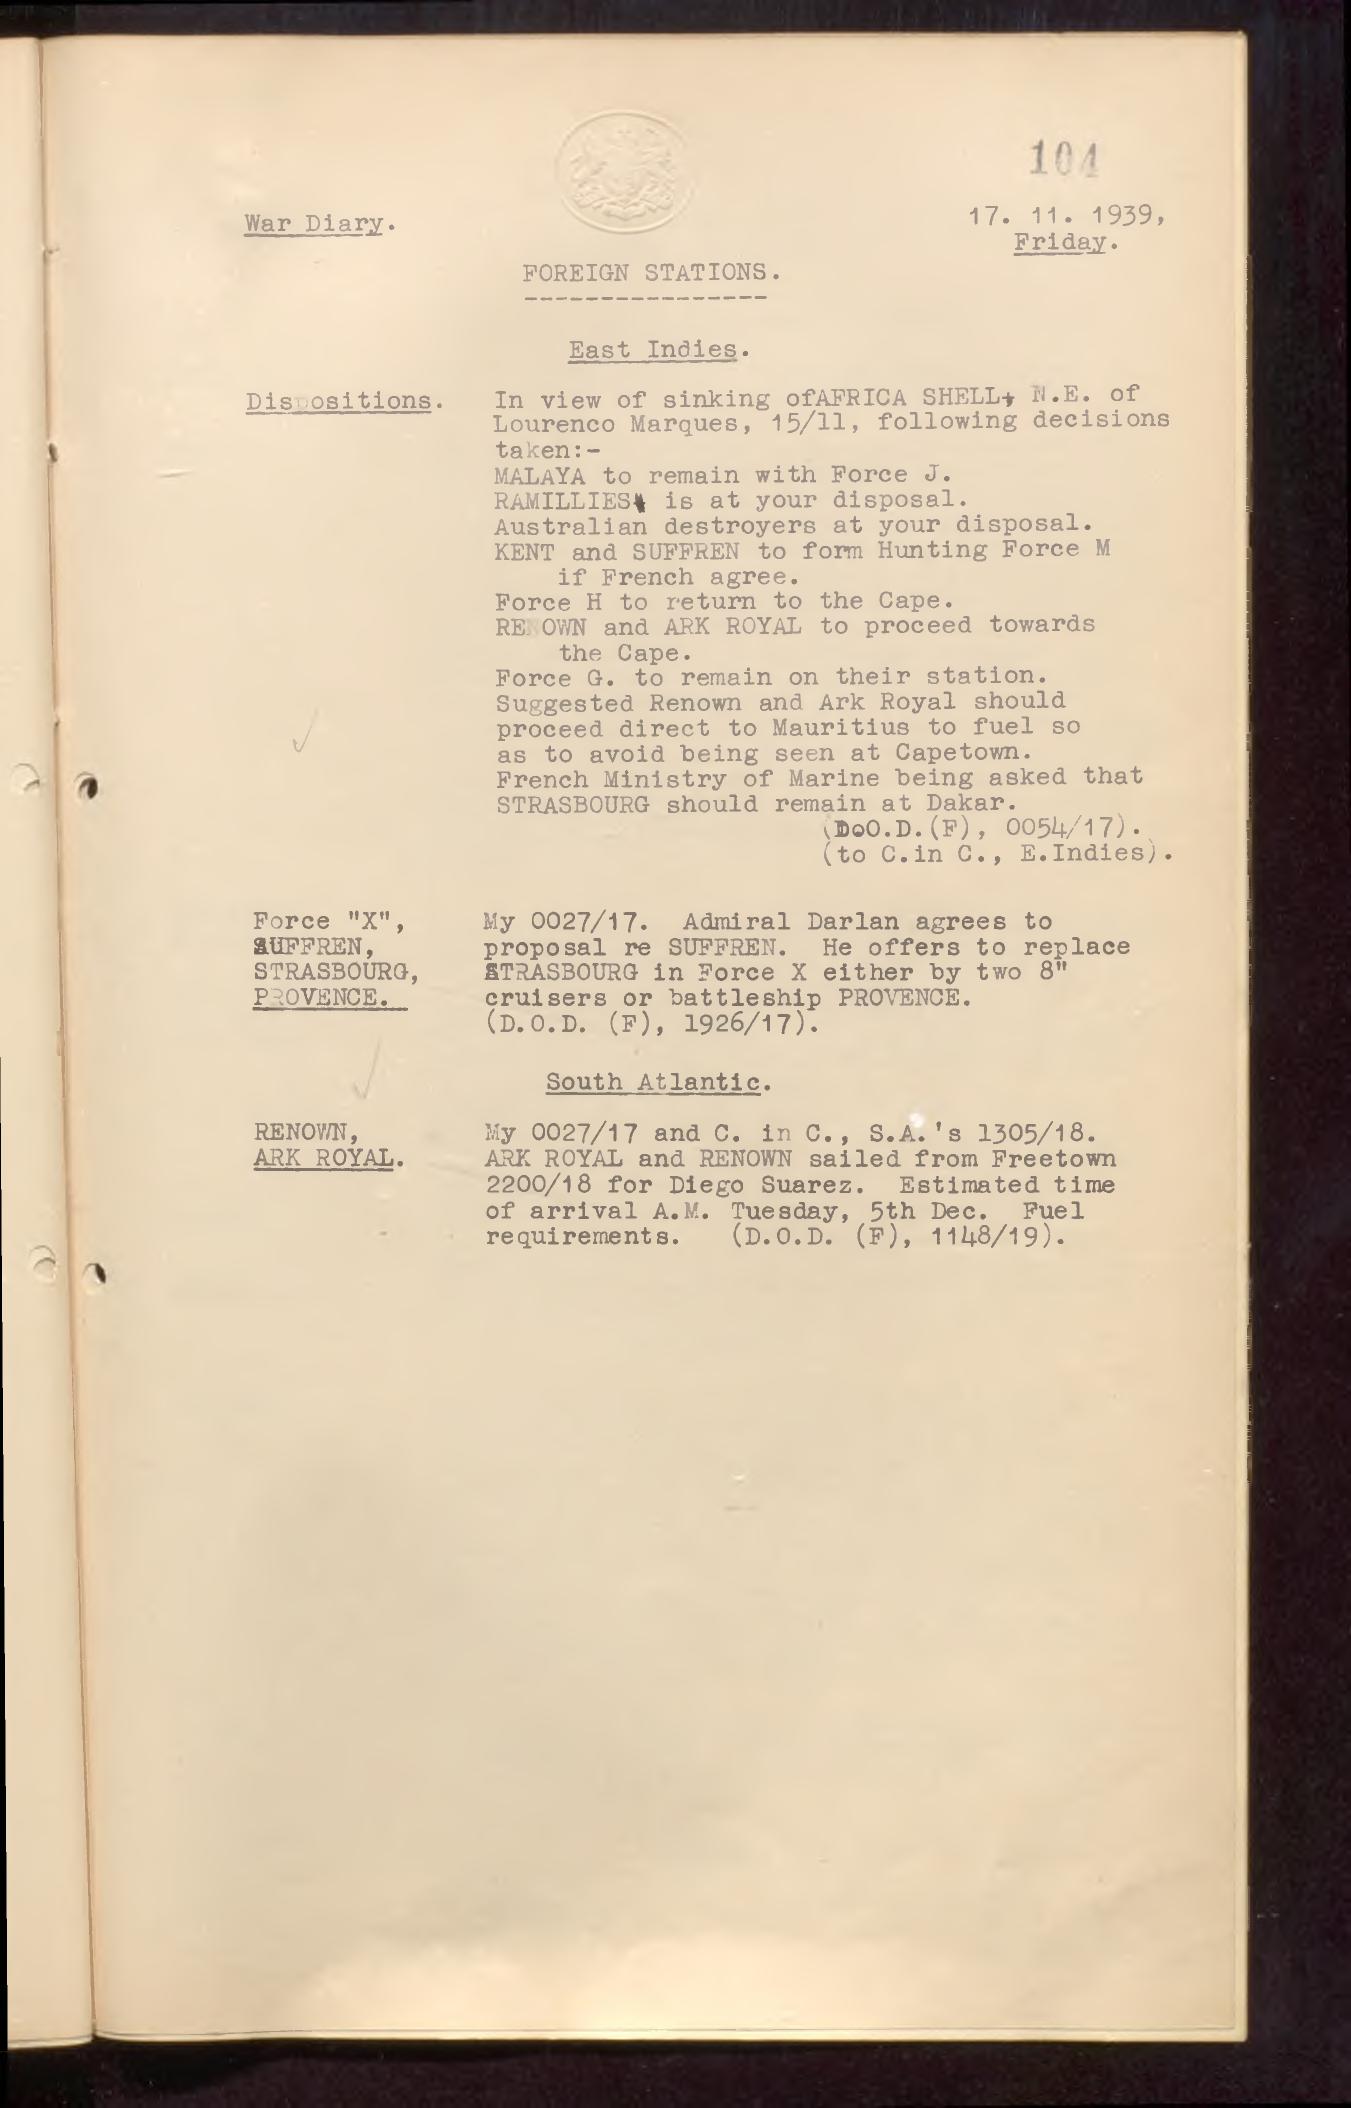 104
War Diary.
17. 11. 1939,
Friday.
FOREIGN STATIONS.
----------------
East Indies.
Dispositions.
In view of sinking ofAFRICA SHELL, N.E. of
Lourenco Marques, 15/11, following decisions
taken:-
MALAYA to remain with Force J.
RAMILLIES is at your disposal.
Australian destroyers at your disposal.
KENT and SUFFREN to form Hunting Force M
if French agree.
Force H to return to the Cape.
RENOWN and ARK ROYAL to proceed towards
the Cape.
Force G. to remain on their station.
Suggested Renown and Ark Royal should
proceed direct to Mauritius to fuel so
as to avoid being seen at Capetown.
French Ministry of Marine being asked that
STRASBOURG should remain at Dakar.
(D.O.D.(F), 0054/17).
(to C.in C., E.Indies).
Force "X",
SUFFREN,
STRASBOURG,
PROVENCE.
My 0027/17. Admiral Darlan agrees to
proposal re SUFFREN. He offers to replace
STRASBOURG in Force X either by two 8"
cruisers or battleship PROVENCE.
(D.O.D. (F), 1926/17).
South Atlantic.
RENOWN,
ARK ROYAL.
My 0027/17 and C. in C., S.A.'s 1305/18.
ARK ROYAL and RENOWN sailed from Freetown
2200/18 for Diego Suarez. Estimated time
of arrival A.M. Tuesday, 5th Dec. Fuel
requirements. (D.O.D. (F), 1148/19).